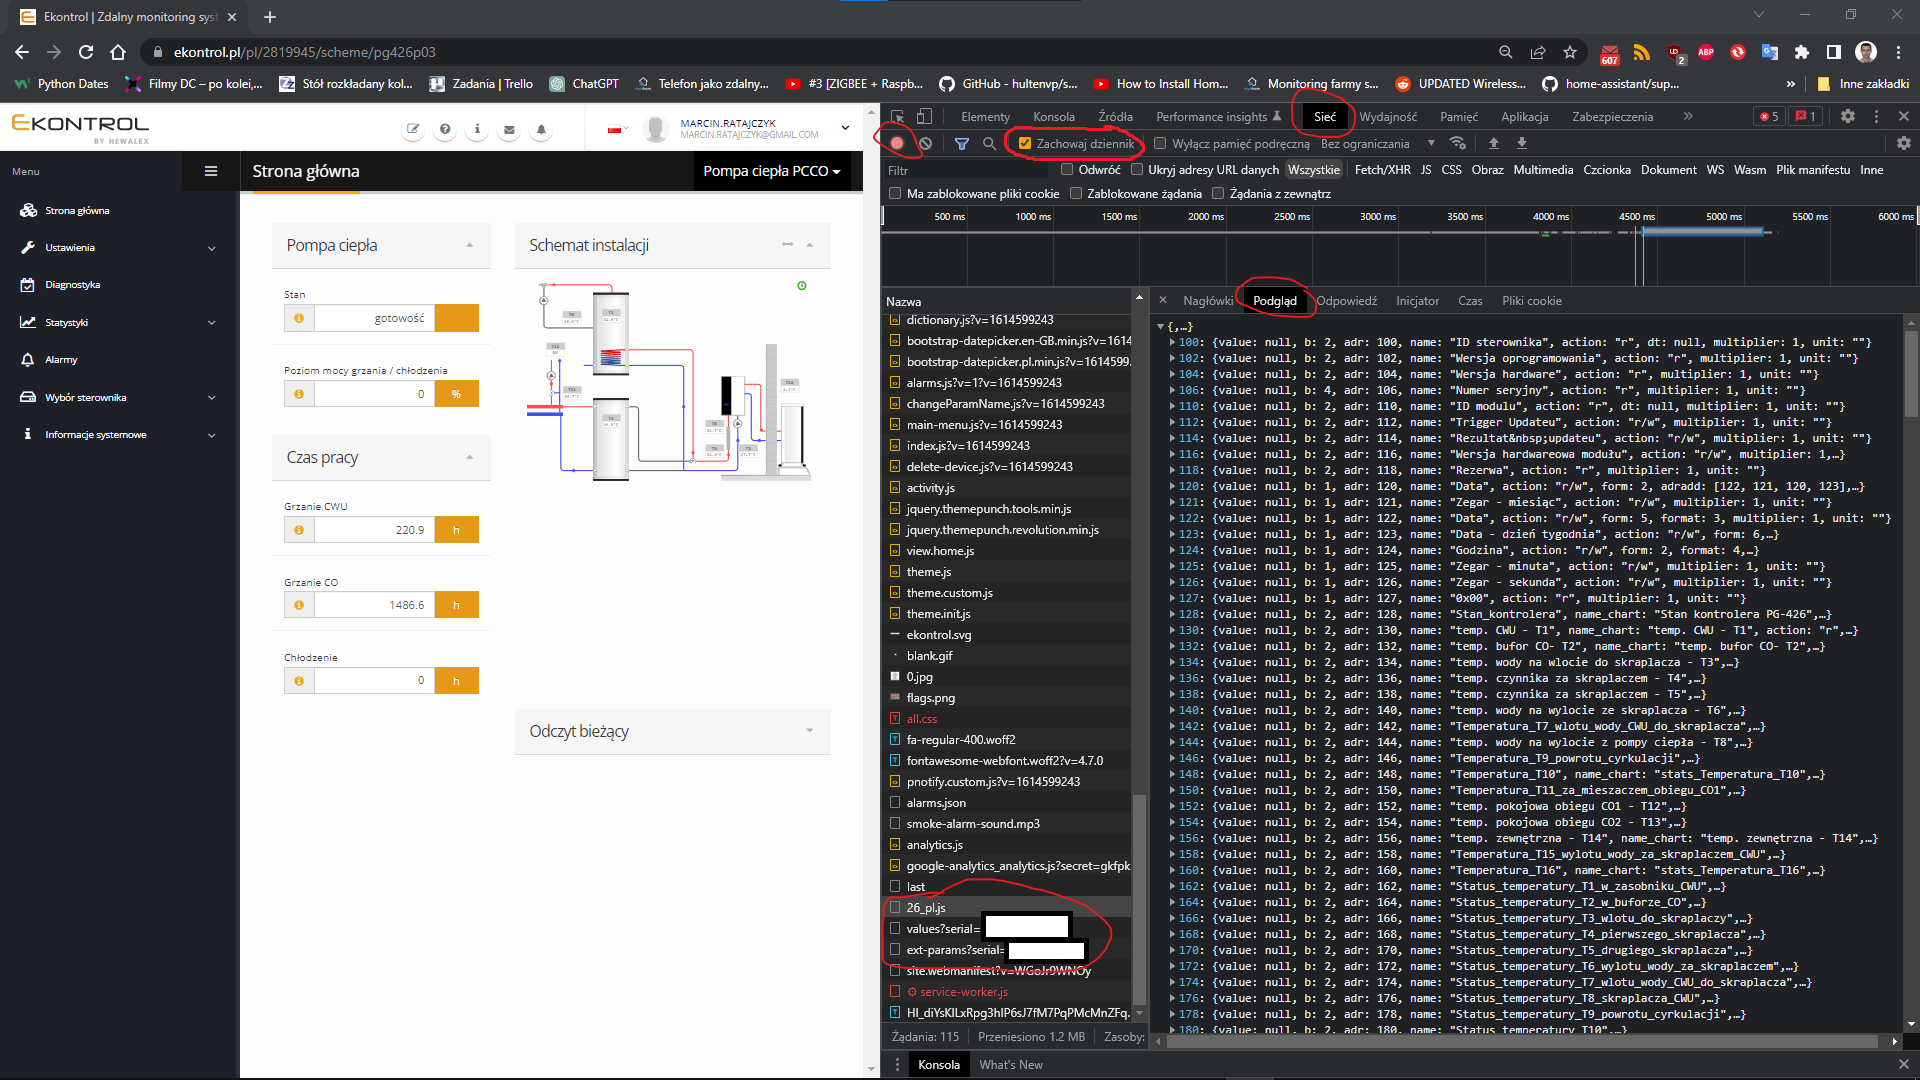 Ekontrol | Zdalny monitoring syst
ekontrol.pl/pl/2819945/scheme/pg426p03
607
2
ABP
Python Dates
Filmy DC – po kolei,...
Stół rozkładany kol...
Zadania | Trello
ChatGPT
Telefon jako zdalny...
#3 [ZIGBEE + Raspb...
GitHub - hultenvp/s...
How to Install Hom...
Monitoring farmy s...
UPDATED Wireless...
home-assistant/sup...
»
Inne zakładki
EKONTROL
BY HEWALEX
MARCIN.RATAJCZYK
MARCIN.RATAJCZYK@GMAIL.COM
Menu
Strona główna
Pompa ciepła PCCO
Strona główna
Ustawienia
Diagnostyka
Statystyki
Alarmy
Wybór sterownika
Informacje systemowe
Pompa ciepła
Stan
gotowość
Poziom mocy grzania / chłodzenia
0 %
Czas pracy
Grzanie CWU
220.9 h
Grzanie CO
1486.6 h
Chłodzenie
0 h
Schemat instalacji
Odczyt bieżący
Elementy Konsola Źródła Performance insights Sieć Wydajność Pamięć Aplikacja Zabezpieczenia » 5 1
Zachowaj dziennik Wyłącz pamięć podręczną Bez ograniczania
Filtr Odwróć Ukryj adresy URL danych Wszystkie Fetch/XHR JS CSS Obraz Multimedia Czcionka Dokument WS Wasm Plik manifestu Inne
Ma zablokowane pliki cookie Zablokowane żądania Żądania z zewnątrz
500 ms 1000 ms 1500 ms 2000 ms 2500 ms 3000 ms 3500 ms 4000 ms 4500 ms 5000 ms 5500 ms 6000 ms
Nazwa
dictionary.js?v=1614599243
bootstrap-datepicker.en-GB.min.js?v=1614
bootstrap-datepicker.pl.min.js?v=1614599...
alarms.js?v=1?v=1614599243
changeParamName.js?v=1614599243
main-menu.js?v=1614599243
index.js?v=1614599243
delete-device.js?v=1614599243
activity.js
jquery.themepunch.tools.min.js
jquery.themepunch.revolution.min.js
view.home.js
theme.js
theme.custom.js
theme.init.js
ekontrol.svg
blank.gif
0.jpg
flags.png
all.css
fa-regular-400.woff2
fontawesome-webfont.woff2?v=4.7.0
pnotify.custom.js?v=1614599243
alarms.json
smoke-alarm-sound.mp3
analytics.js
google-analytics_analytics.js?secret=gkfpk
last
26_pl.js
values?serial=
ext-params?serial=
site.webmanifest?v=WGoJr9WNOy
service-worker.js
HI_diYsKILxRpg3hIP6sJ7fM7PqPMcMnZFq...
Żądania: 115 Przeniesiono 1.2 MB Zasoby:
Nagłówki Podgląd Odpowiedź Inicjator Czas Pliki cookie
{,…}
100: {value: null, b: 2, adr: 100, name: "ID sterownika", action: "r", dt: null, multiplier: 1, unit: ""}
102: {value: null, b: 2, adr: 102, name: "Wersja oprogramowania", action: "r", multiplier: 1, unit: ""}
104: {value: null, b: 2, adr: 104, name: "Wersja hardware", action: "r", multiplier: 1, unit: ""}
106: {value: null, b: 4, adr: 106, name: "Numer seryjny", action: "r", multiplier: 1, unit: ""}
110: {value: null, b: 2, adr: 110, name: "ID modulu", action: "r", dt: null, multiplier: 1, unit: ""}
112: {value: null, b: 2, adr: 112, name: "Trigger Updateu", action: "r/w", multiplier: 1, unit: ""}
114: {value: null, b: 2, adr: 114, name: "Rezultat&nbsp;updateu", action: "r/w", multiplier: 1, unit: ""}
116: {value: null, b: 2, adr: 116, name: "Wersja hardwareowa modułu", action: "r/w", multiplier: 1,…}
118: {value: null, b: 2, adr: 118, name: "Rezerwa", action: "r", multiplier: 1, unit: ""}
120: {value: null, b: 1, adr: 120, name: "Data", action: "r/w", form: 2, adradd: [122, 121, 120, 123],…}
121: {value: null, b: 1, adr: 121, name: "Zegar - miesiąc", action: "r/w", multiplier: 1, unit: ""}
122: {value: null, b: 1, adr: 122, name: "Data", action: "r/w", form: 5, format: 3, multiplier: 1, unit: ""}
123: {value: null, b: 1, adr: 123, name: "Data - dzień tygodnia", action: "r/w", form: 6,…}
124: {value: null, b: 1, adr: 124, name: "Godzina", action: "r/w", form: 2, format: 4,…}
125: {value: null, b: 1, adr: 125, name: "Zegar - minuta", action: "r/w", multiplier: 1, unit: ""}
126: {value: null, b: 1, adr: 126, name: "Zegar - sekunda", action: "r/w", multiplier: 1, unit: ""}
127: {value: null, b: 1, adr: 127, name: "0x00", action: "r", multiplier: 1, unit: ""}
128: {value: null, b: 2, adr: 128, name: "Stan_kontrolera", name_chart: "Stan kontrolera PG-426",…}
130: {value: null, b: 2, adr: 130, name: "temp. CWU - T1", name_chart: "temp. CWU - T1", action: "r",…}
132: {value: null, b: 2, adr: 132, name: "temp. bufor CO- T2", name_chart: "temp. bufor CO- T2",…}
134: {value: null, b: 2, adr: 134, name: "temp. wody na wlocie do skraplacza - T3",…}
136: {value: null, b: 2, adr: 136, name: "temp. czynnika za skraplaczem - T4",…}
138: {value: null, b: 2, adr: 138, name: "temp. czynnika za skraplaczem - T5",…}
140: {value: null, b: 2, adr: 140, name: "temp. wody na wylocie ze skraplacza - T6",…}
142: {value: null, b: 2, adr: 142, name: "Temperatura_T7_wlotu_wody_CWU_do_skraplacza",…}
144: {value: null, b: 2, adr: 144, name: "temp. wody na wylocie z pompy ciepła - T8",…}
146: {value: null, b: 2, adr: 146, name: "Temperatura_T9_powrotu_cyrkulacji",…}
148: {value: null, b: 2, adr: 148, name: "Temperatura_T10", name_chart: "stats_Temperatura_T10",…}
150: {value: null, b: 2, adr: 150, name: "Temperatura_T11_za_mieszaczem_obiegu_CO1",…}
152: {value: null, b: 2, adr: 152, name: "temp. pokojowa obiegu CO1 - T12",…}
154: {value: null, b: 2, adr: 154, name: "temp. pokojowa obiegu CO2 - T13",…}
156: {value: null, b: 2, adr: 156, name: "temp. zewnętrzna - T14", name_chart: "temp. zewnętrzna - T14",…}
158: {value: null, b: 2, adr: 158, name: "Temperatura_T15_wylotu_wody_za_skraplaczem_CWU",…}
160: {value: null, b: 2, adr: 160, name: "Temperatura_T16", name_chart: "stats_Temperatura_T16",…}
162: {value: null, b: 2, adr: 162, name: "Status_temperatury_T1_w_zasobniku_CWU",…}
164: {value: null, b: 2, adr: 164, name: "Status_temperatury_T2_w_buforze_CO",…}
166: {value: null, b: 2, adr: 166, name: "Status_temperatury_T3_wlotu_do_skraplaczy",…}
168: {value: null, b: 2, adr: 168, name: "Status_temperatury_T4_pierwszego_skraplacza",…}
170: {value: null, b: 2, adr: 170, name: "Status_temperatury_T5_drugiego_skraplacza",…}
172: {value: null, b: 2, adr: 172, name: "Status_temperatury_T6_wylotu_wody_za_skraplaczem",…}
174: {value: null, b: 2, adr: 174, name: "Status_temperatury_T7_wlotu_wody_CWU_do_skraplacza",…}
176: {value: null, b: 2, adr: 176, name: "Status_temperatury_T8_skraplacza_CWU",…}
178: {value: null, b: 2, adr: 178, name: "Status_temperatury_T9_powrotu_cyrkulacji",…}
180: {value: null, b: 2, adr: 180, name: "Status_temperatury_T10",…}
Konsola What's New